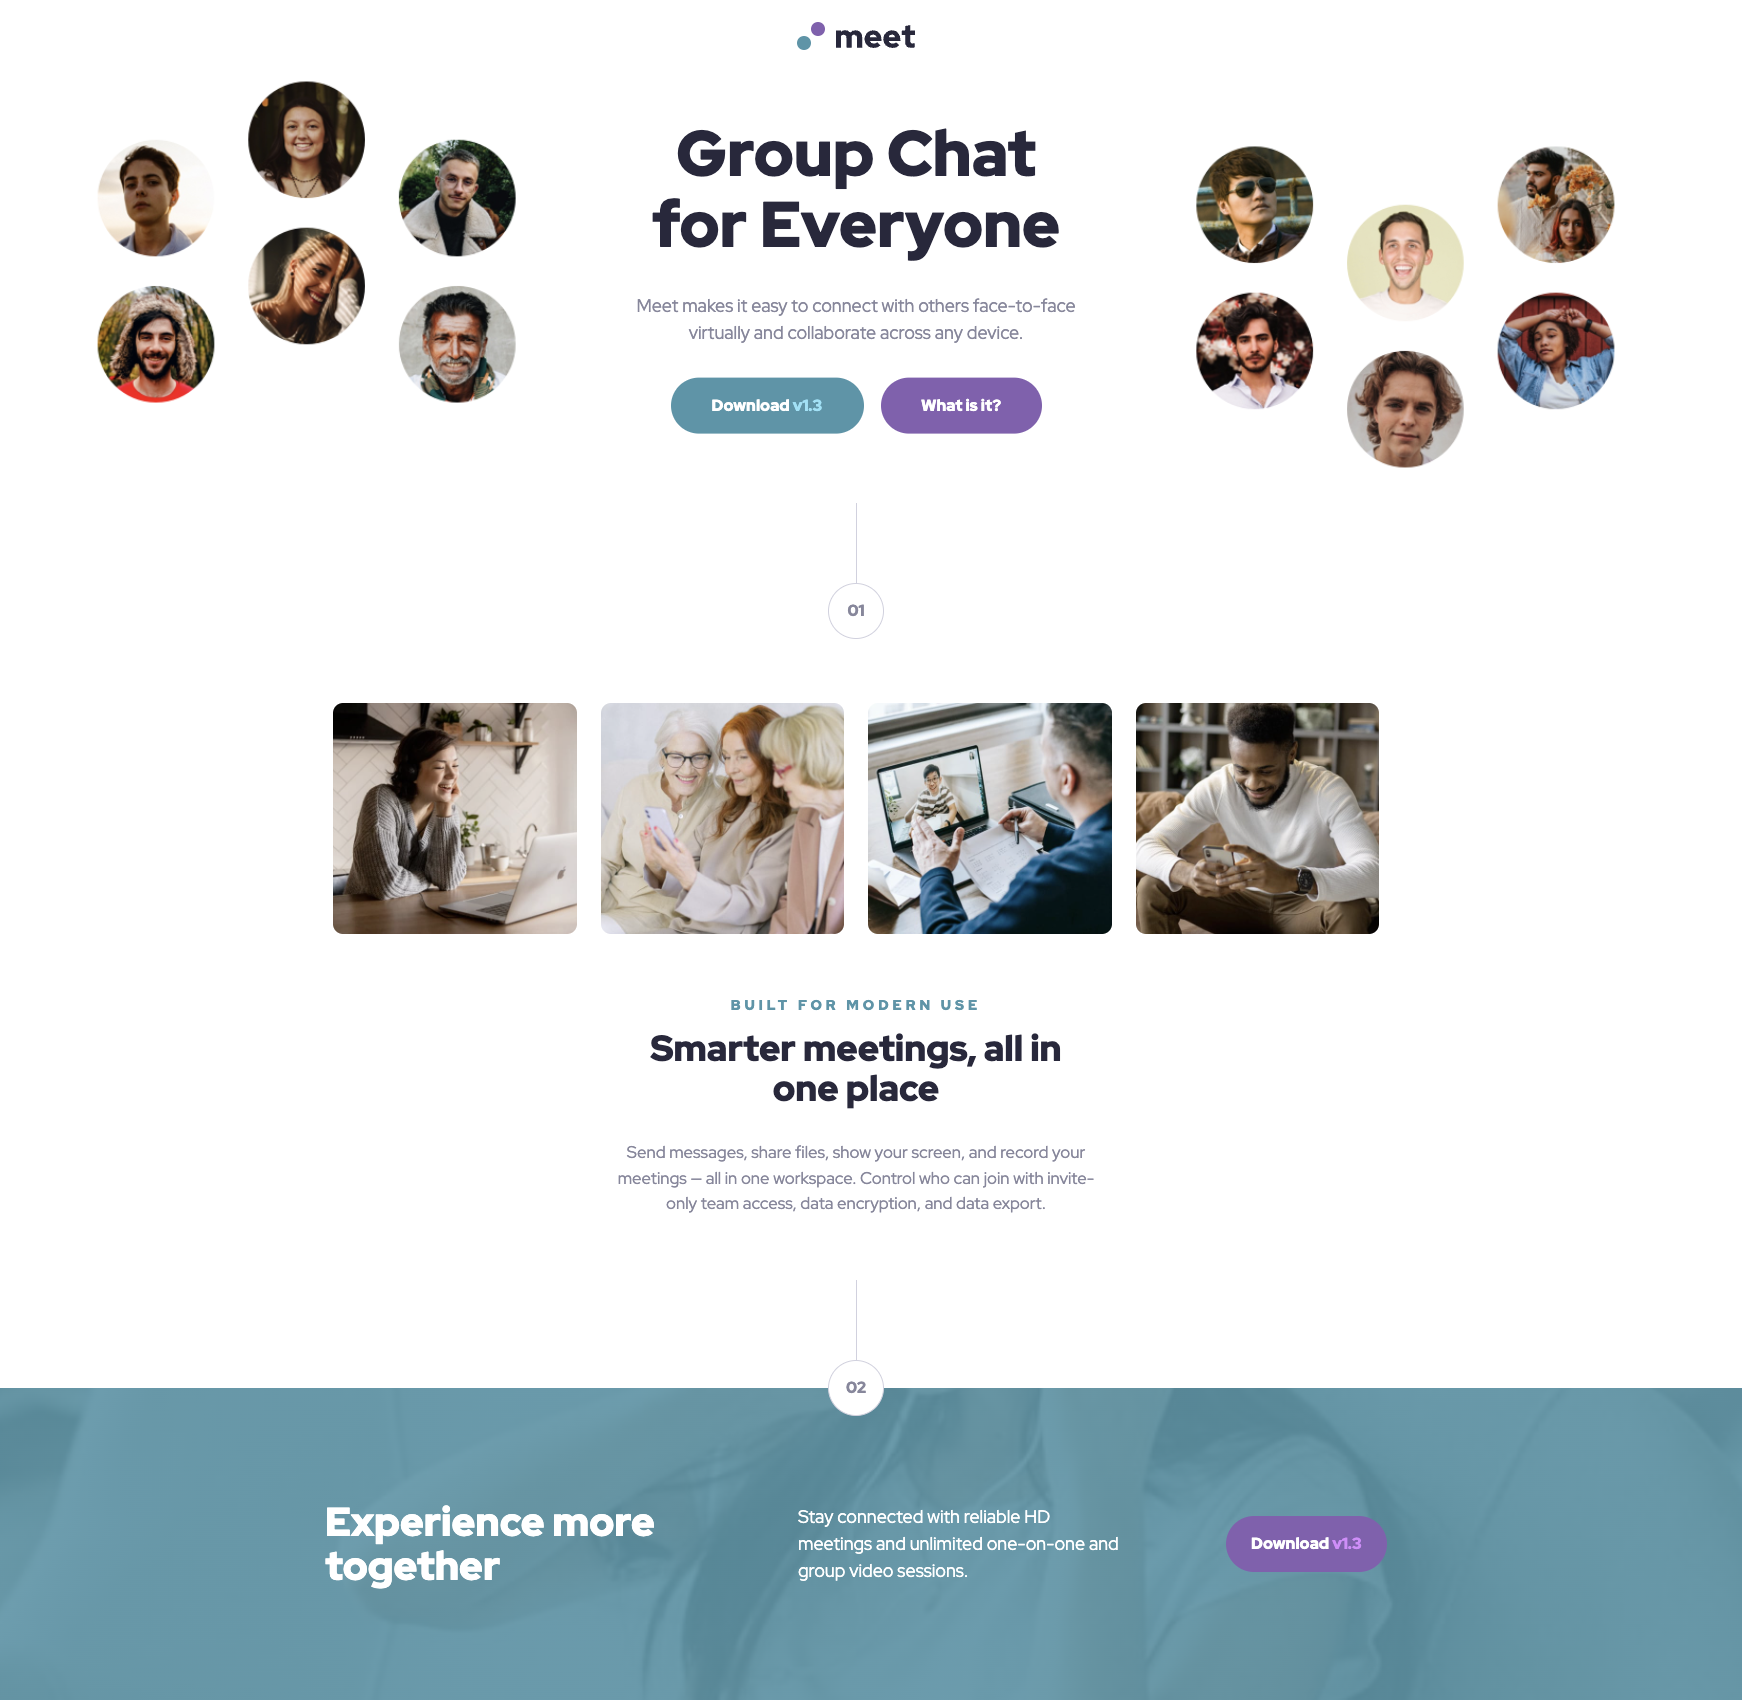 meet
Group Chat
for Everyone
Meet makes it easy to connect with others face-to-face
virtually and collaborate across any device.
Download v1.3
What is it?
01
BUILT FOR MODERN USE
Smarter meetings, all in
one place
Send messages, share files, show your screen, and record your
meetings — all in one workspace. Control who can join with invite-
only team access, data encryption, and data export.
02
Experience more
together
Stay connected with reliable HD
meetings and unlimited one-on-one and
group video sessions.
Download v1.3